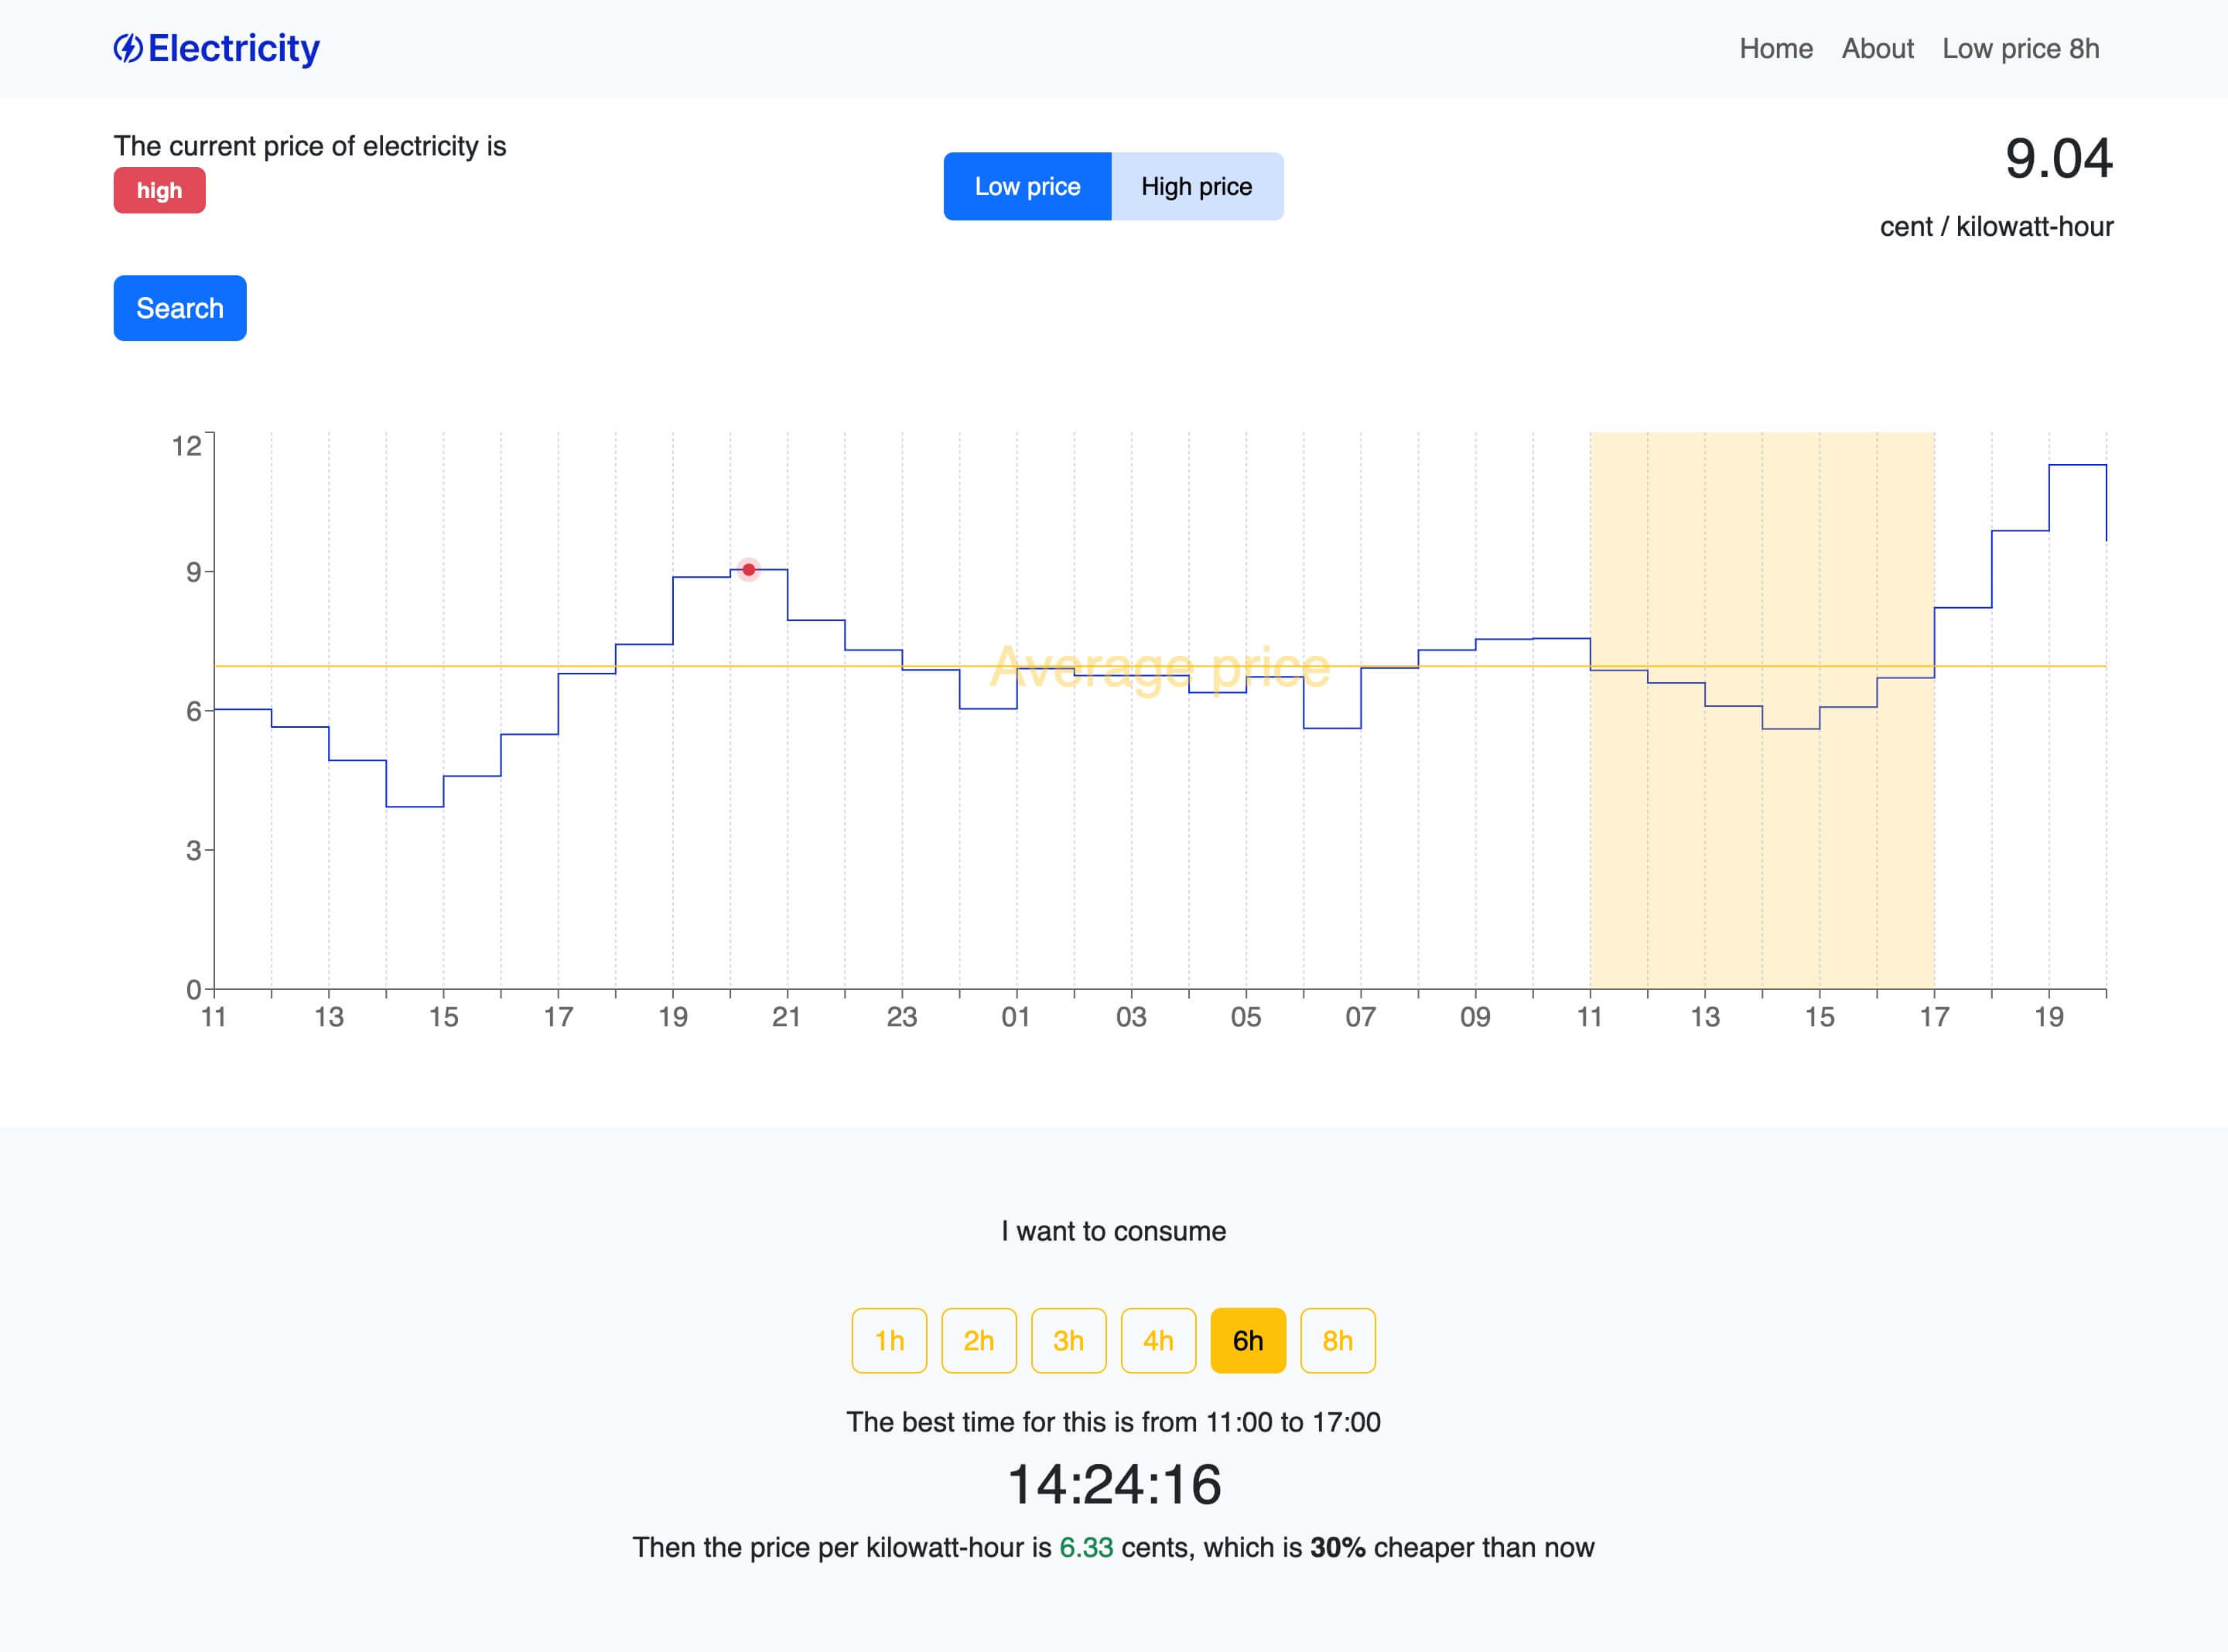 Electricity
Home About Low price 8h
The current price of electricity is
high
Low price High price
9.04
cent / kilowatt-hour
Search
12
9
6
3
0
Average price
11 13 15 17 19 21 23 01 03 05 07 09 11 13 15 17 19
I want to consume
1h 2h 3h 4h 6h 8h
The best time for this is from 11:00 to 17:00
14:24:16
Then the price per kilowatt-hour is 6.33 cents, which is 30% cheaper than now